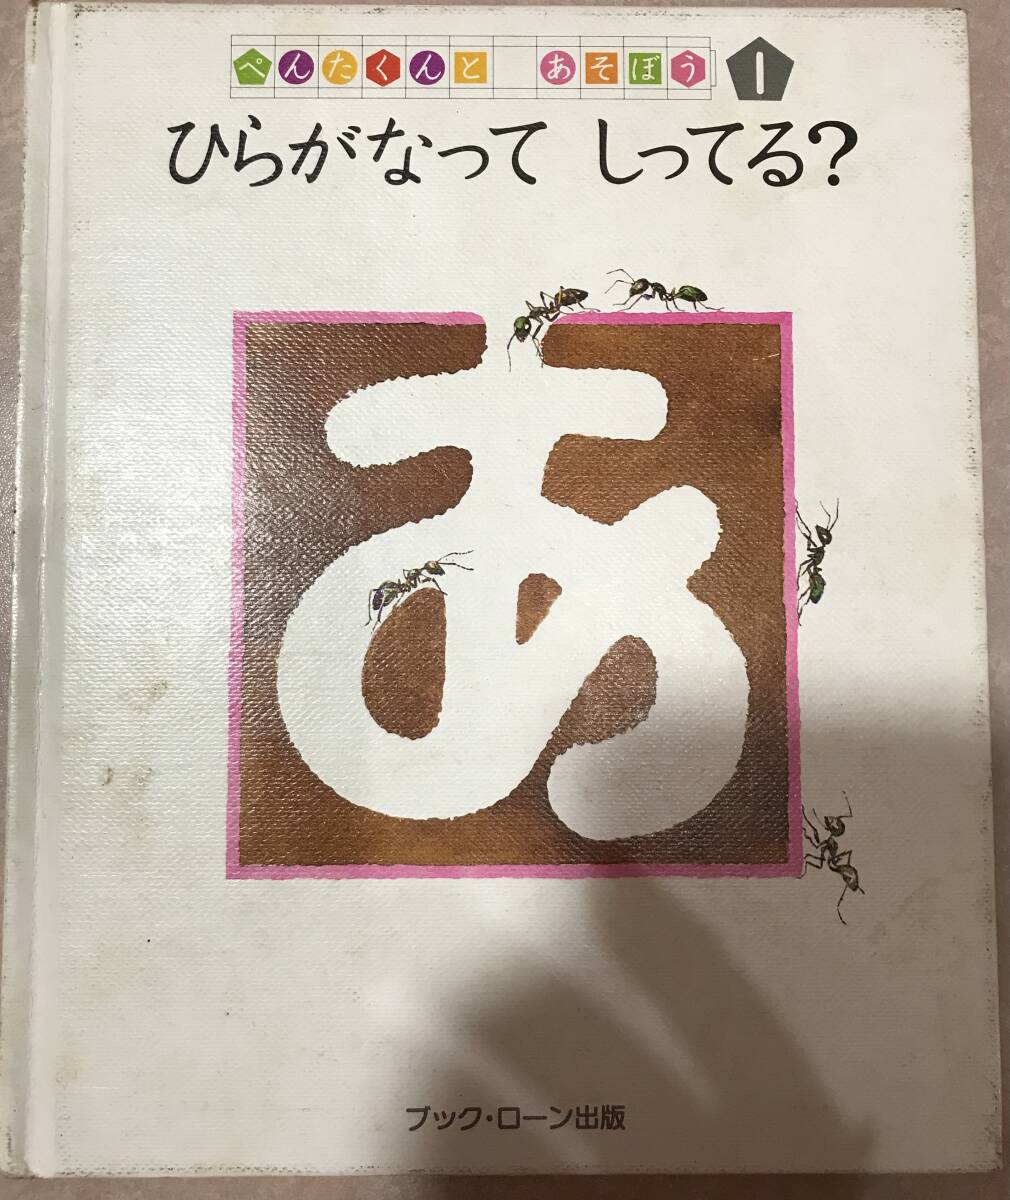 ぺんたくんと あそぼう 1
ひらがなって しってる?
あ
ブック・ローン出版